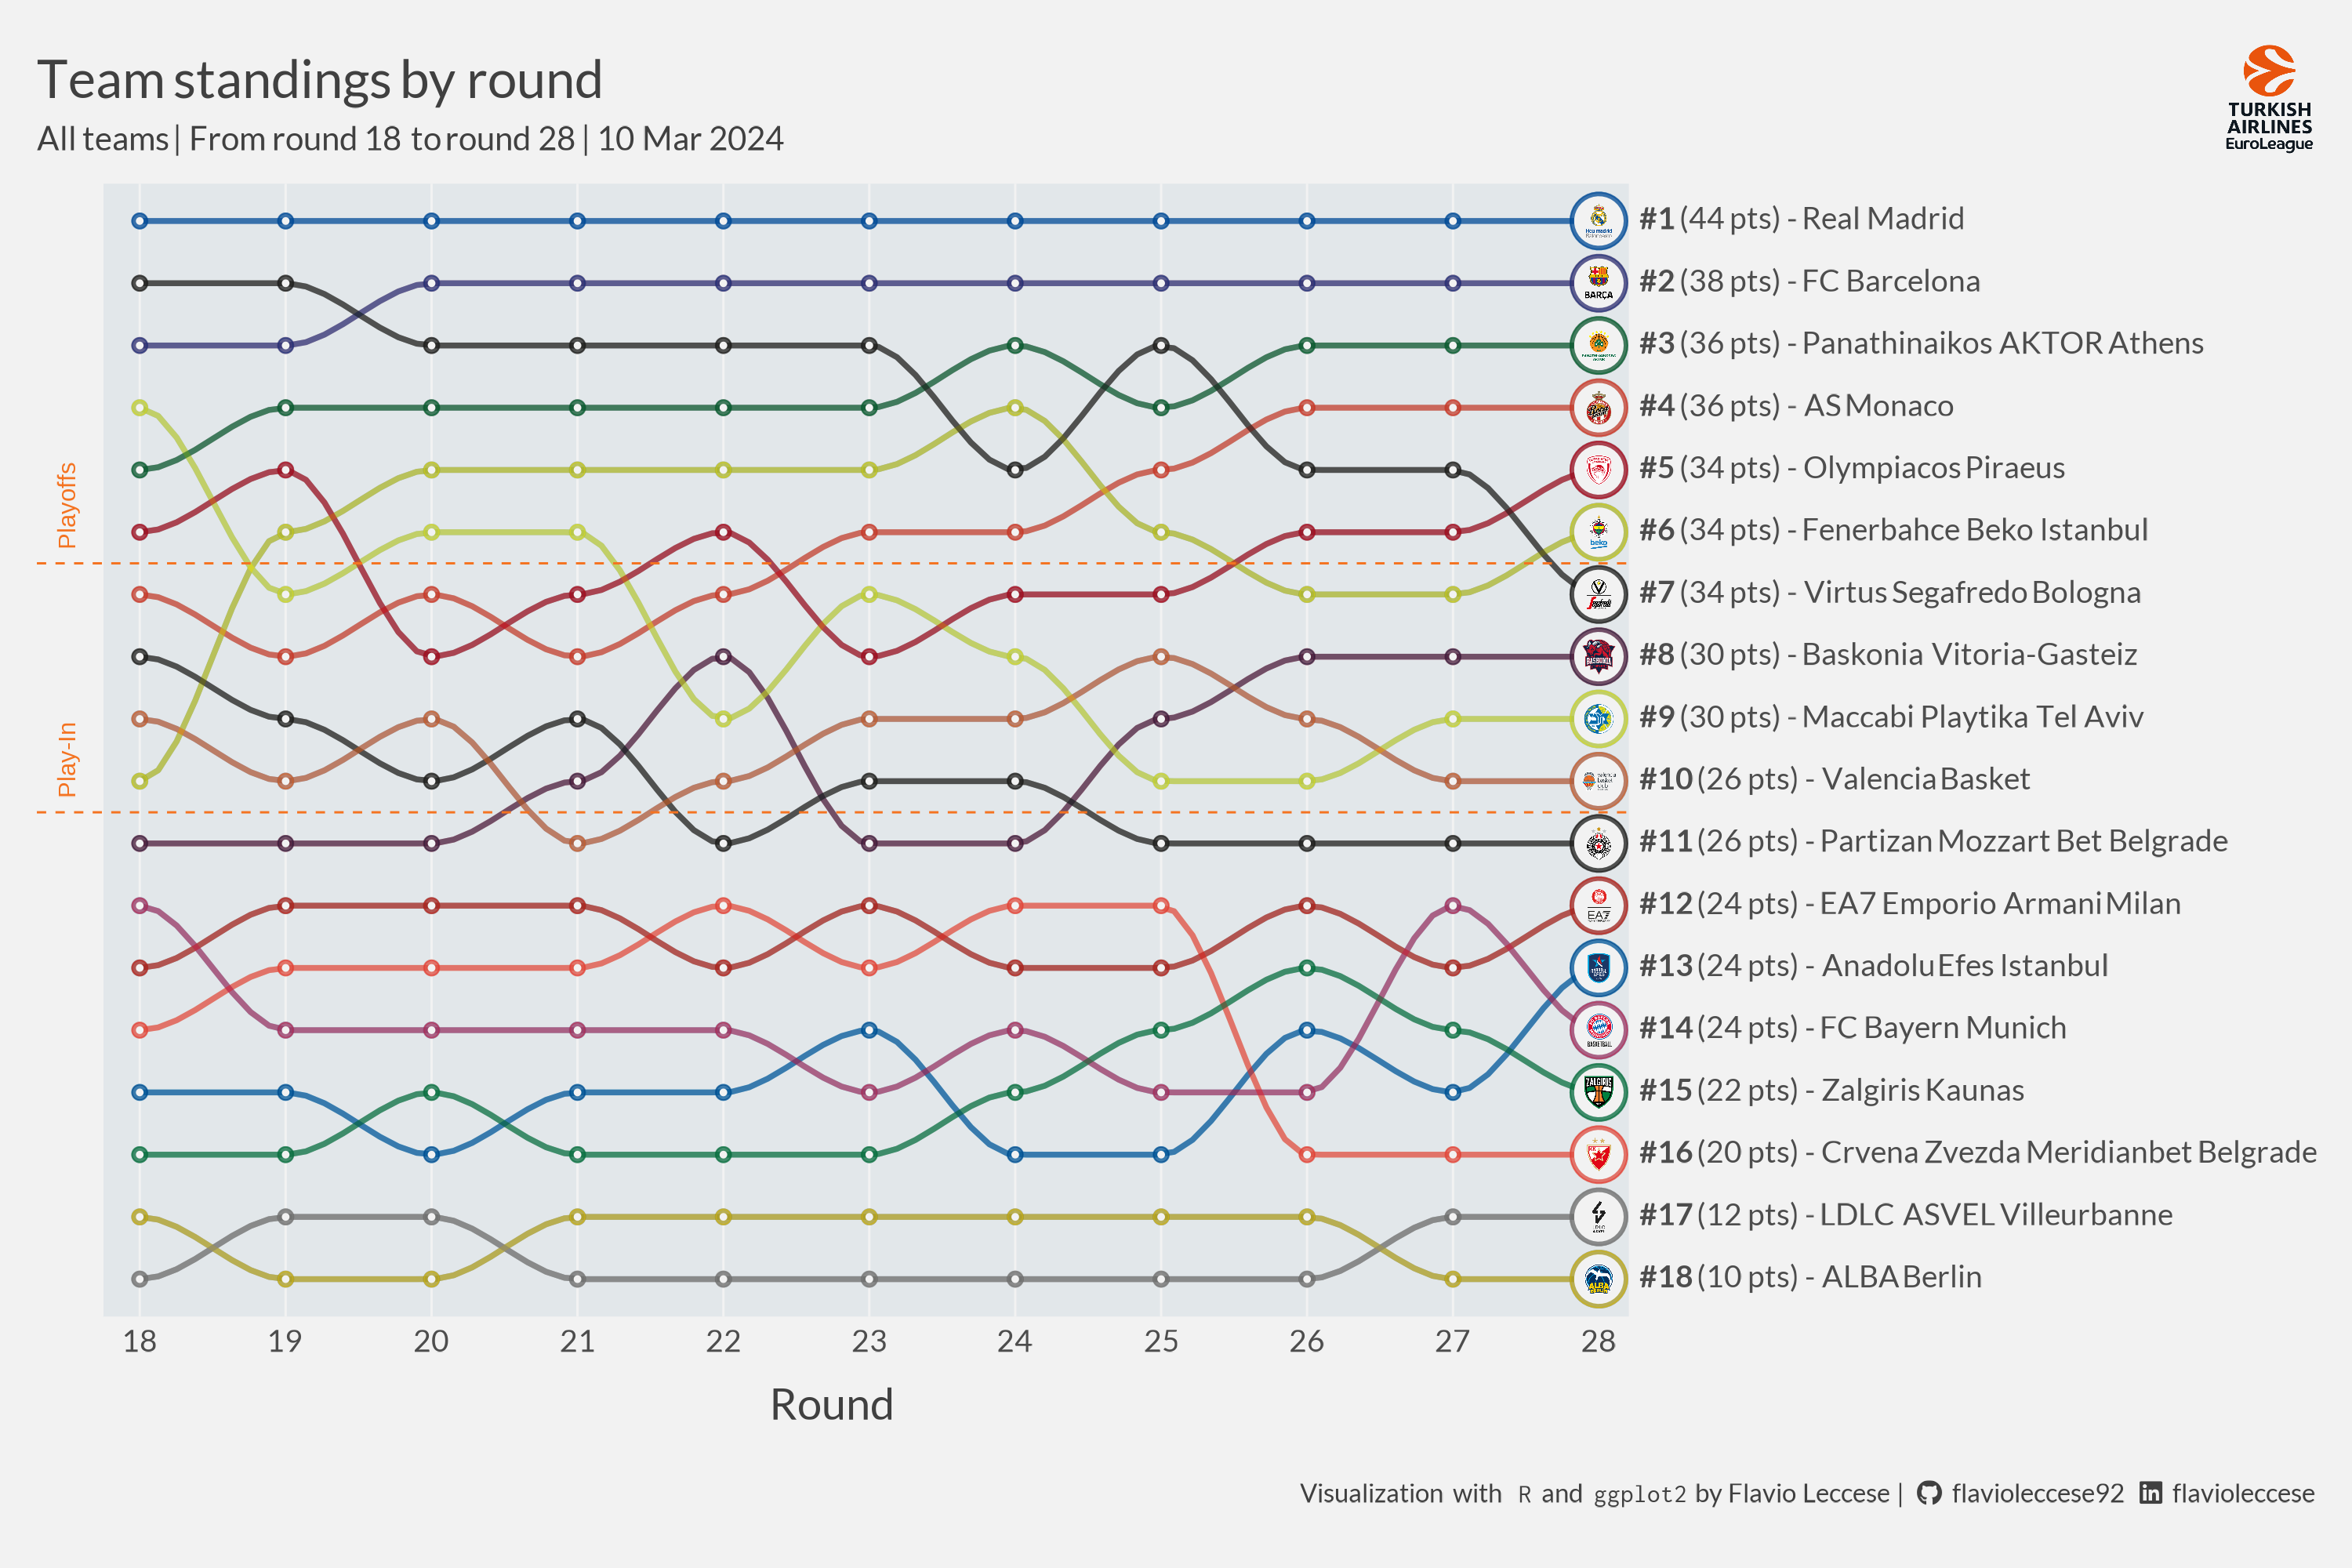 Team standings by round
All teams | From round 18 to round 28 | 10 Mar 2024
TURKISH
AIRLINES
EuroLeague
Playoffs
Play-In
#1 (44 pts) - Real Madrid
#2 (38 pts) - FC Barcelona
BARÇA
#3 (36 pts) - Panathinaikos AKTOR Athens
#4 (36 pts) - AS Monaco
#5 (34 pts) - Olympiacos Piraeus
#6 (34 pts) - Fenerbahce Beko Istanbul
beko
#7 (34 pts) - Virtus Segafredo Bologna
#8 (30 pts) - Baskonia Vitoria-Gasteiz
BASKONIA
#9 (30 pts) - Maccabi Playtika Tel Aviv
#10 (26 pts) - Valencia Basket
#11 (26 pts) - Partizan Mozzart Bet Belgrade
#12 (24 pts) - EA7 Emporio Armani Milan
EA7
#13 (24 pts) - Anadolu Efes Istanbul
#14 (24 pts) - FC Bayern Munich
#15 (22 pts) - Zalgiris Kaunas
ZALGIRIS
#16 (20 pts) - Crvena Zvezda Meridianbet Belgrade
#17 (12 pts) - LDLC ASVEL Villeurbanne
#18 (10 pts) - ALBA Berlin
ALBA
18 19 20 21 22 23 24 25 26 27 28
Round
Visualization with R and ggplot2 by Flavio Leccese | flavioleccese92 in flavioleccese